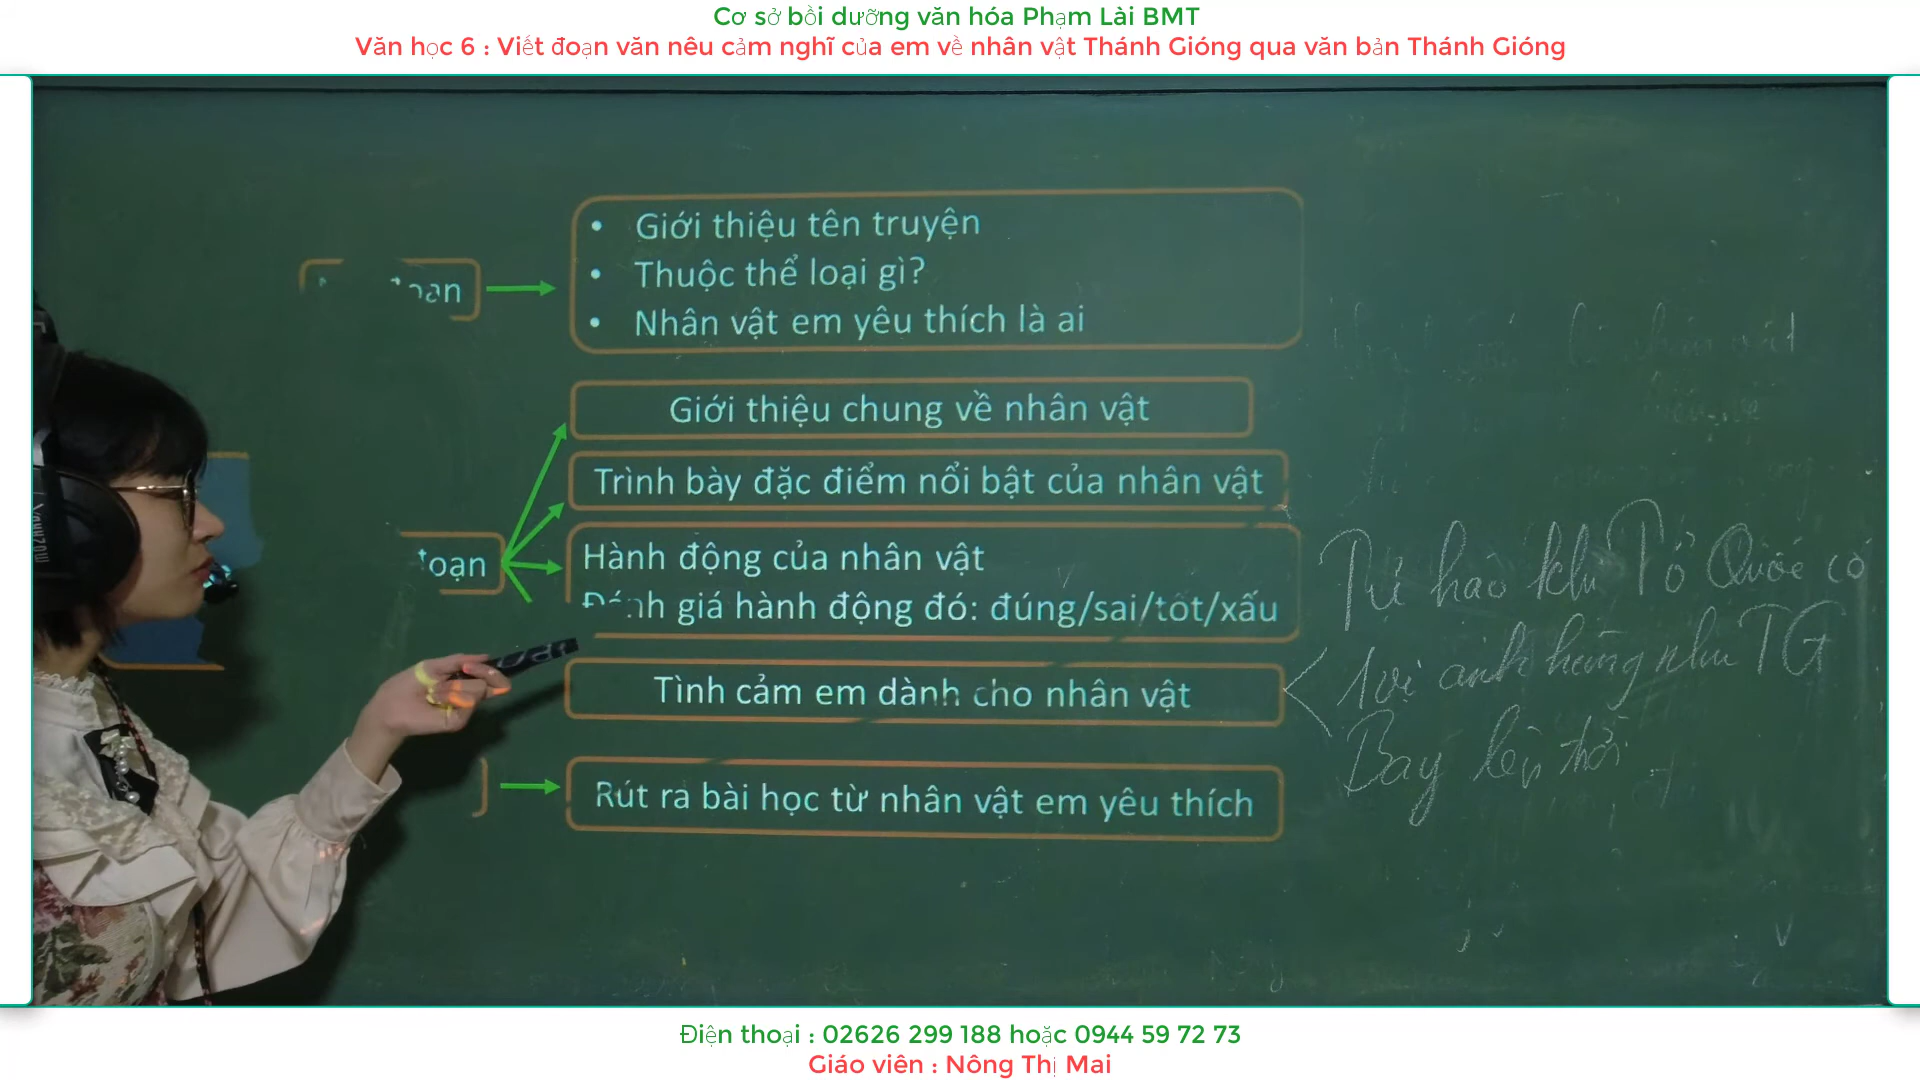 Cơ sở bồi dưỡng văn hóa Phạm Lài BMT
Văn học 6 : Viết đoạn văn nêu cảm nghĩ của em về nhân vật Thánh Gióng qua văn bản Thánh Gióng
• Giới thiệu tên truyện
• Thuộc thể loại gì?
• Nhân vật em yêu thích là ai
Giới thiệu chung về nhân vật
Trình bày đặc điểm nổi bật của nhân vật
Hành động của nhân vật
Đánh giá hành động đó: đúng/sai/tốt/xấu
Tình cảm em dành cho nhân vật
Rút ra bài học từ nhân vật em yêu thích
Tự hào khi Tổ Quốc có
1 vị anh hùng như TG
Bay lên trời
Điện thoại : 02626 299 188 hoặc 0944 59 72 73
Giáo viên : Nông Thị Mai